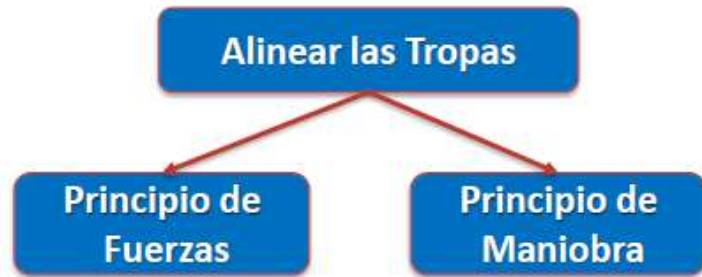 Alinear las Tropas
Principio de
Fuerzas
Principio de
Maniobra